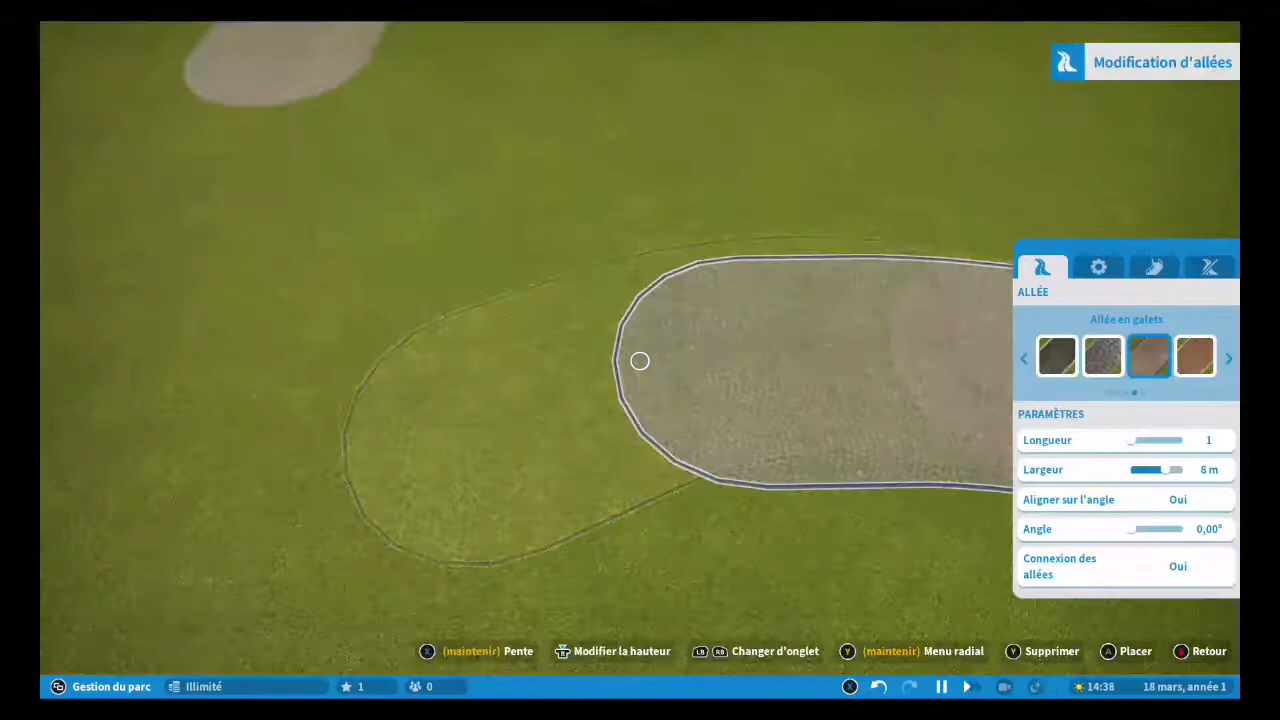 Modification d'allées
ALLÉE
Allée en galets
PARAMÈTRES
Longueur 1
Largeur 8 m
Aligner sur l'angle Oui
Angle 0,00°
Connexion des
allées Oui
X (maintenir) Pente
R Modifier la hauteur
LB RB Changer d'onglet
Y (maintenir) Menu radial
Y Supprimer
A Placer
B Retour
Gestion du parc
Illimité
1
0
X
14:38
18 mars, année 1